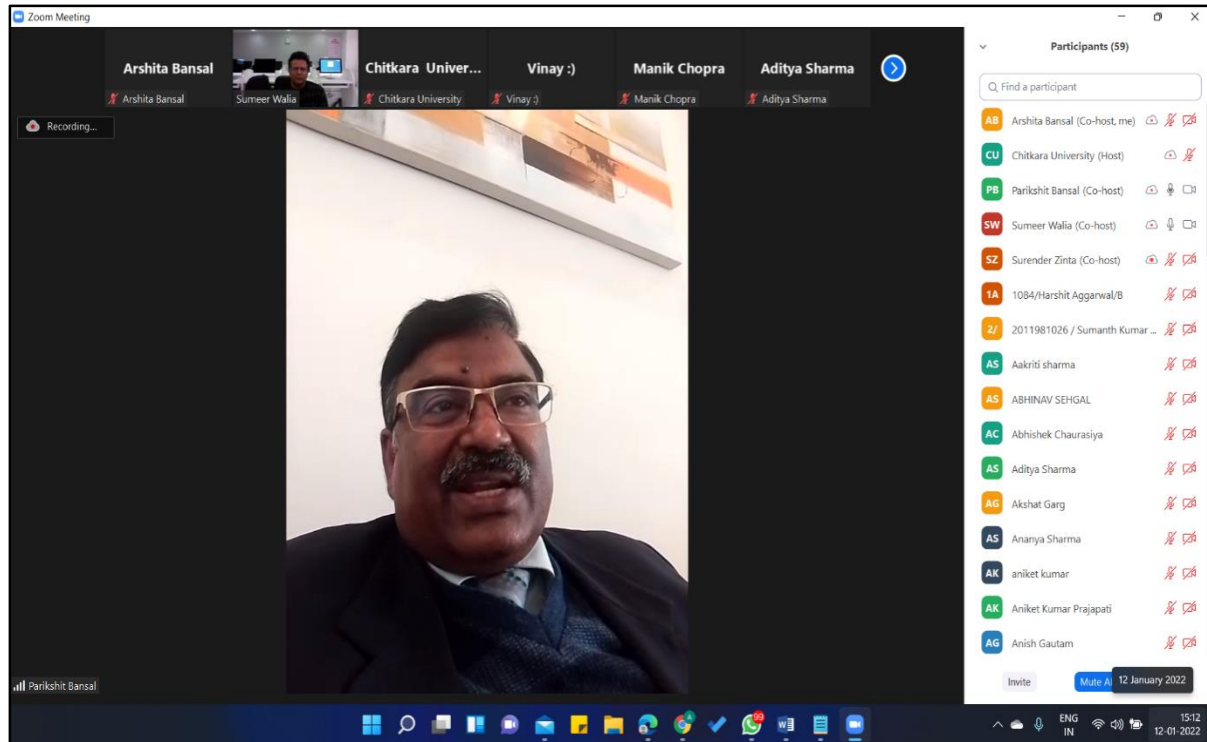 Zoom Meeting
Arshita Bansal
Chitkara Univer...
Vinay :)
Manik Chopra
Aditya Sharma
Arshita Bansal
Sumeer Walia
Chitkara University
Vinay :)
Manik Chopra
Aditya Sharma
Recording...
Parikshit Bansal
Participants (59)
Find a participant
AB Arshita Bansal (Co-host, me)
CU Chitkara University (Host)
PB Parikshit Bansal (Co-host)
SW Sumeer Walia (Co-host)
SZ Surender Zinta (Co-host)
1A 1084/Harshit Aggarwal/B
2/ 2011981026 / Sumanth Kumar ...
AS Aakriti sharma
AS ABHINAV SEHGAL
AC Abhishek Chaurasiya
AS Aditya Sharma
AG Akshat Garg
AS Ananya Sharma
AK aniket kumar
AK Aniket Kumar Prajapati
AG Anish Gautam
Invite
Mute A
12 January 2022
99
ENG
IN
15:12
12-01-2022